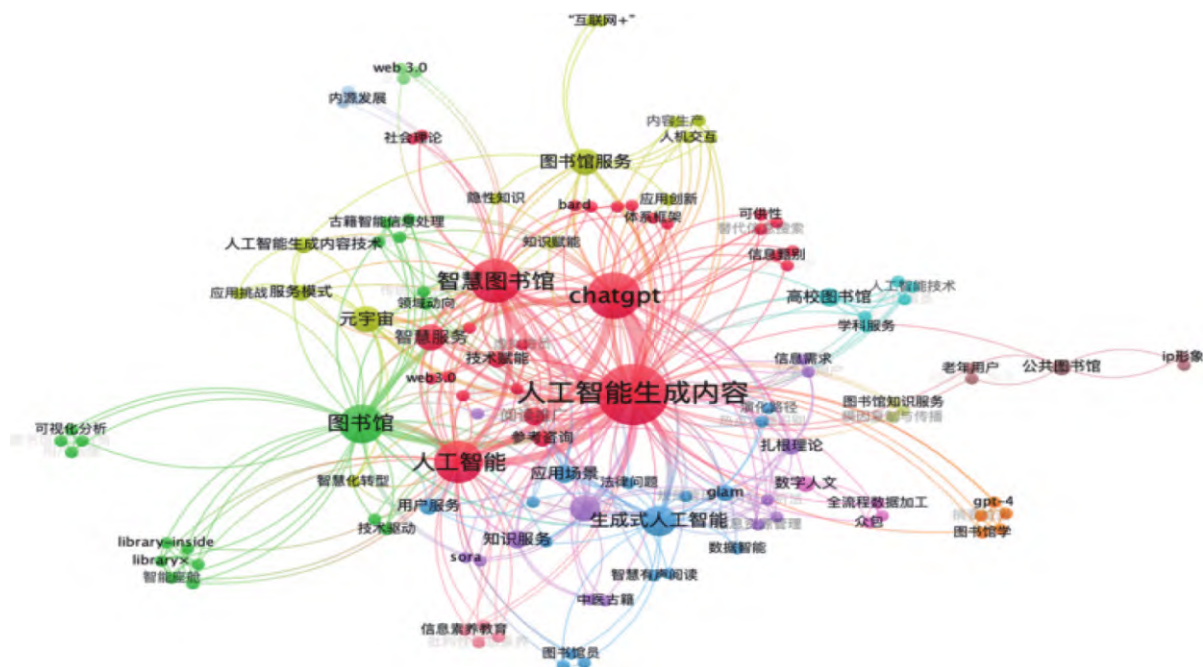 "互联网+"
web 3.0
内源发展
社会理论
内容生产
人机交互
图书馆服务
隐性知识
bard
应用创新
体系框架
可供性
古籍智能信息处理
人工智能生成内容技术
知识赋能
信息甄别
智慧图书馆
chatgpt
人工智能技术
应用挑战
服务模式
领域动向
高校图书馆
元宇宙
智慧服务
学科服务
技术赋能
信息需求
老年用户
公共图书馆
ip形象
web3.0
人工智能生成内容
图书馆知识服务
图书馆
阅读推广
演化路径
可视化分析
参考咨询
扎根理论
人工智能
应用场景
法律问题
智慧化转型
数字人文
glam
全流程数据加工
gpt-4
用户服务
生成式人工智能
众包
图书馆学
技术驱动
library-inside
知识服务
数据智能
library×
sora
智慧有声阅读
中医古籍
信息素养教育
图书馆员